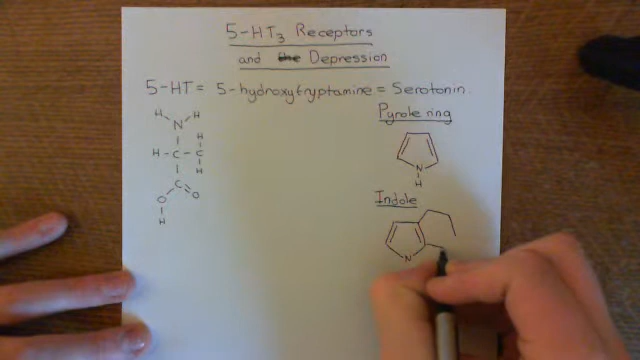 5-HT₃ Receptors
and the Depression
5-HT = 5-hydroxytryptamine = Serotonin.
Pyrole ring
H H
N
H
H - C - C - H
H
C
O O
H
N
H
Indole
N